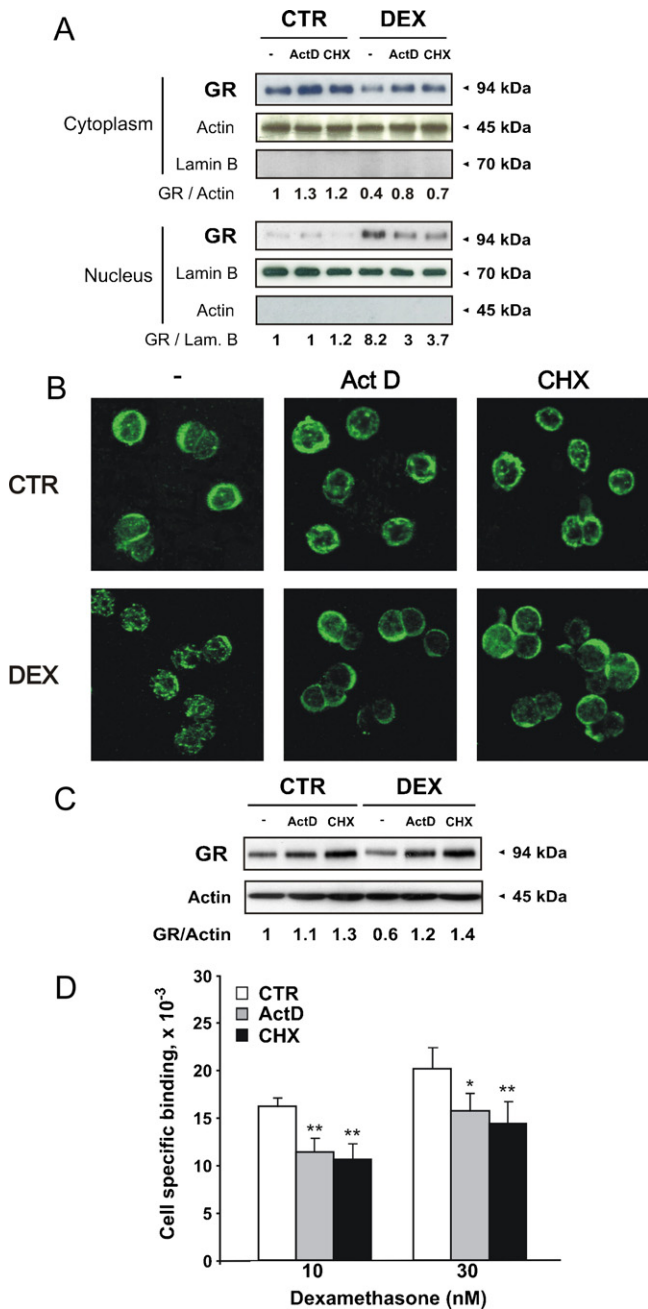 A
CTR DEX
- ActD CHX - ActD CHX
Cytoplasm
GR ◄ 94 kDa
Actin ◄ 45 kDa
Lamin B ◄ 70 kDa
GR / Actin 1 1.3 1.2 0.4 0.8 0.7
Nucleus
GR ◄ 94 kDa
Lamin B ◄ 70 kDa
Actin ◄ 45 kDa
GR / Lam. B 1 1 1.2 8.2 3 3.7
B
- Act D CHX
CTR
DEX
C
CTR DEX
- ActD CHX - ActD CHX
GR ◄ 94 kDa
Actin ◄ 45 kDa
GR/Actin 1 1.1 1.3 0.6 1.2 1.4
D
Cell specific binding, x 10⁻³
30
25
20
15
10
5
0
CTR
ActD
CHX
** ** * **
10 30
Dexamethasone (nM)